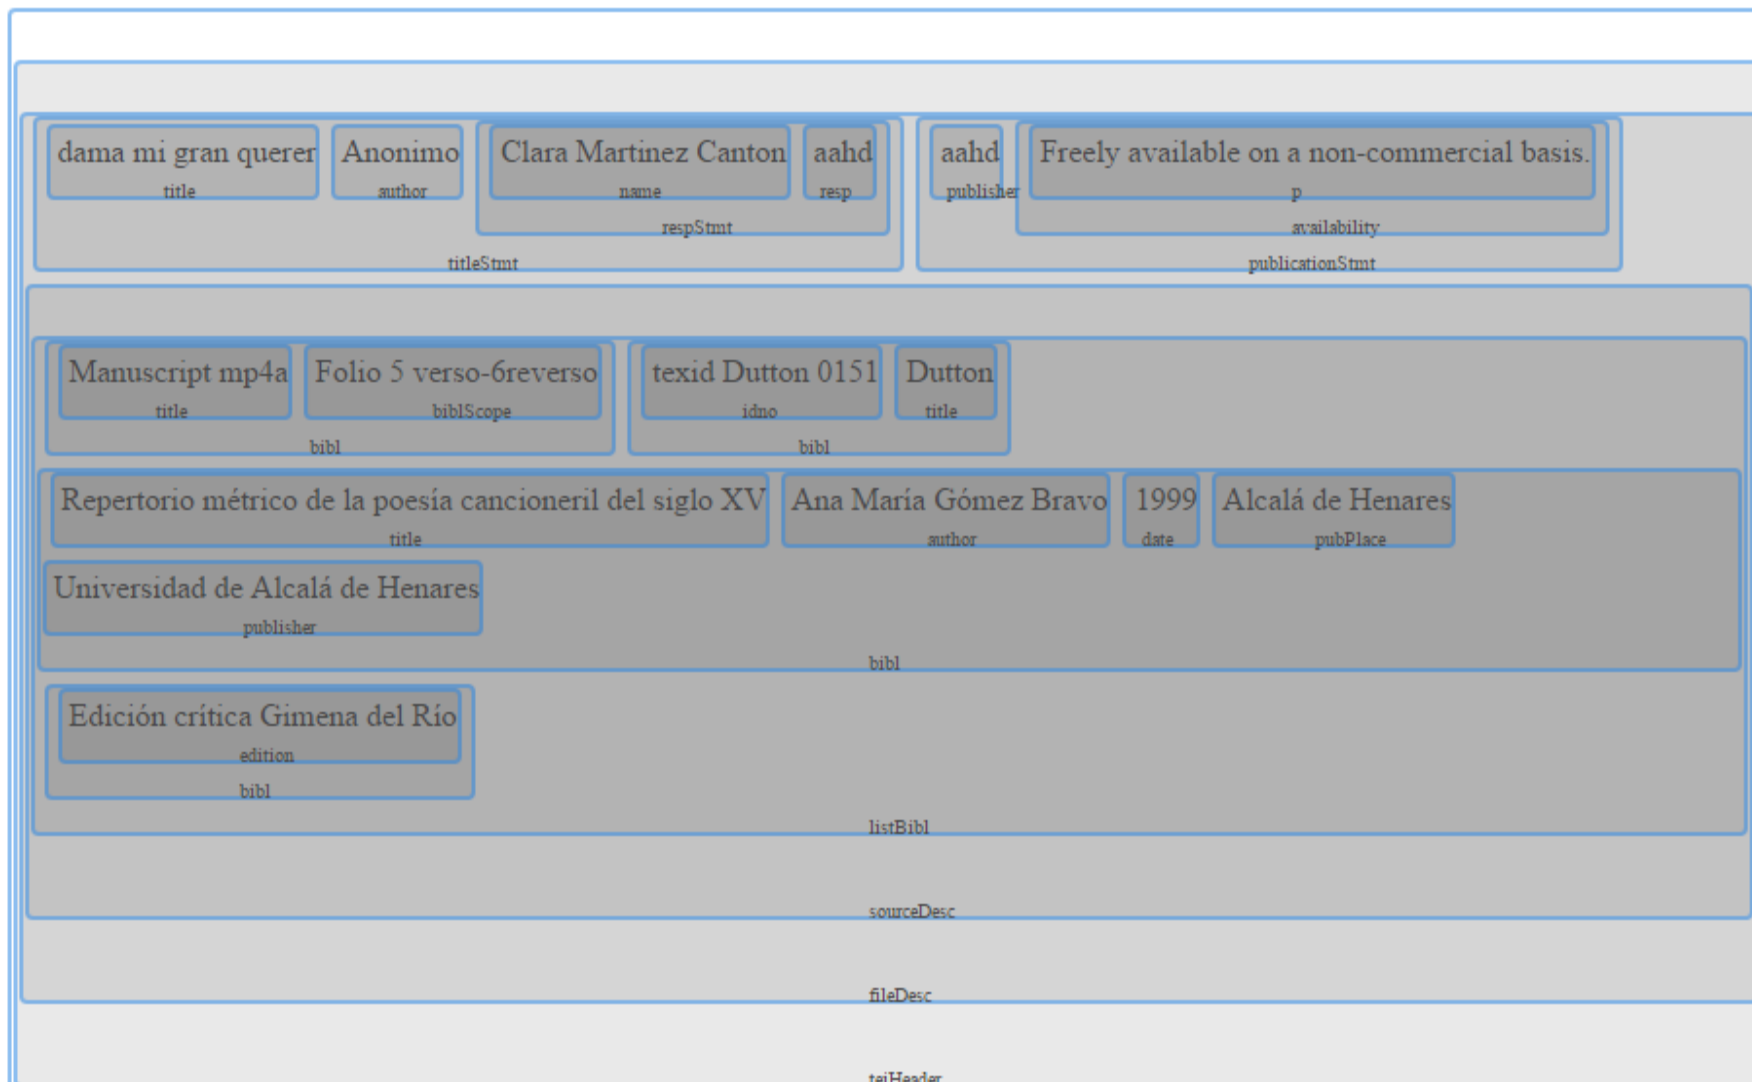 dama mi gran querer Anonimo Clara Martinez Canton aahd aahd Freely available on a non-commercial basis.
title author name resp publisher p
respStmt availability
titleStmt publicationStmt
Manuscript mp4a Folio 5 verso-6reverso texid Dutton 0151 Dutton
title biblScope idno title
bibl bibl
Repertorio métrico de la poesía cancioneril del siglo XV Ana María Gómez Bravo 1999 Alcalá de Henares
title author date pubPlace
Universidad de Alcalá de Henares
publisher
bibl
Edición crítica Gimena del Río
edition
bibl
listBibl
sourceDesc
fileDesc
teiHeader